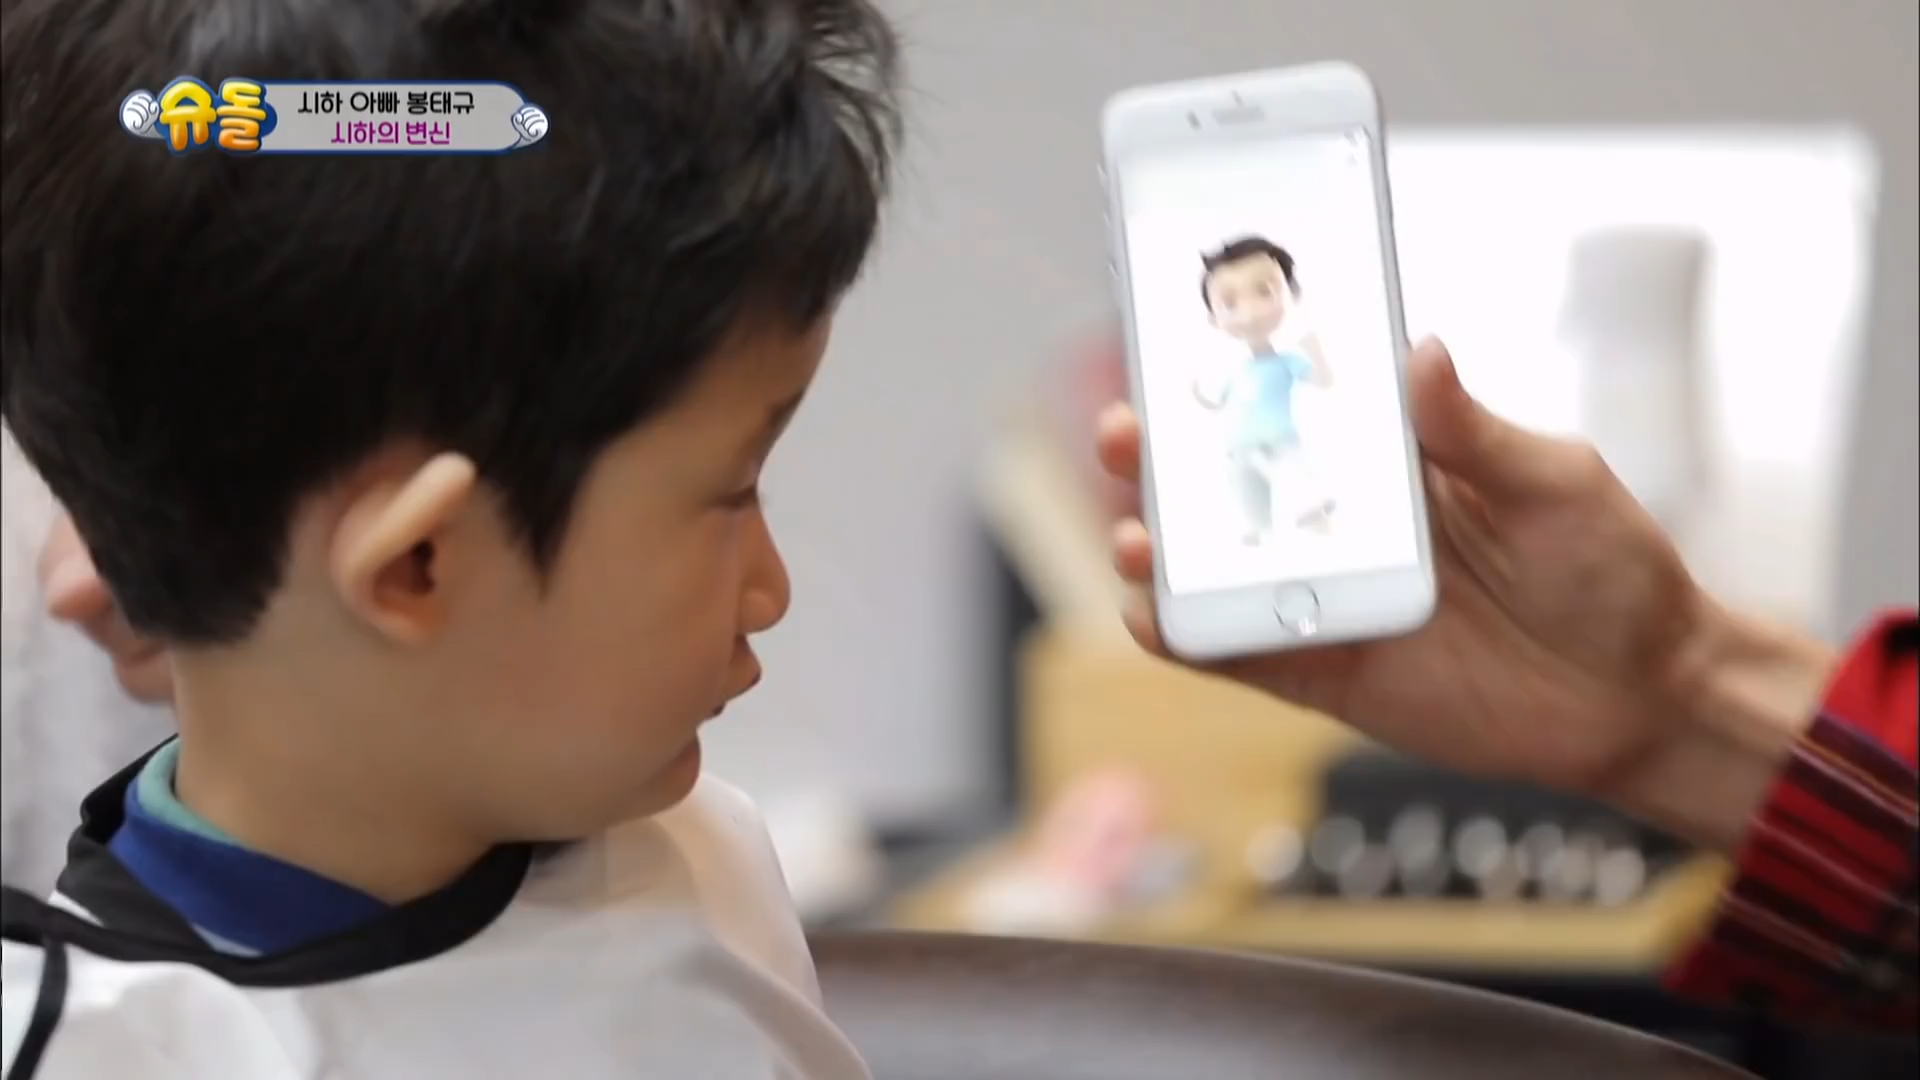 슈돌
시하 아빠 봉태규
시하의 변신